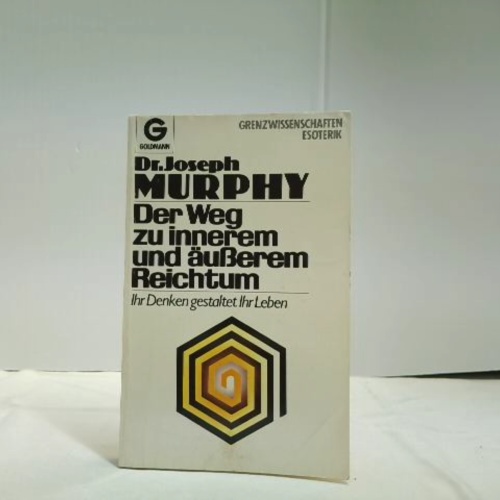 G
GOLDMANN
GRENZWISSENSCHAFTEN
ESOTERIK
Dr. Joseph
MURPHY
Der Weg
zu innerem
und äußerem
Reichtum
Ihr Denken gestaltet Ihr Leben